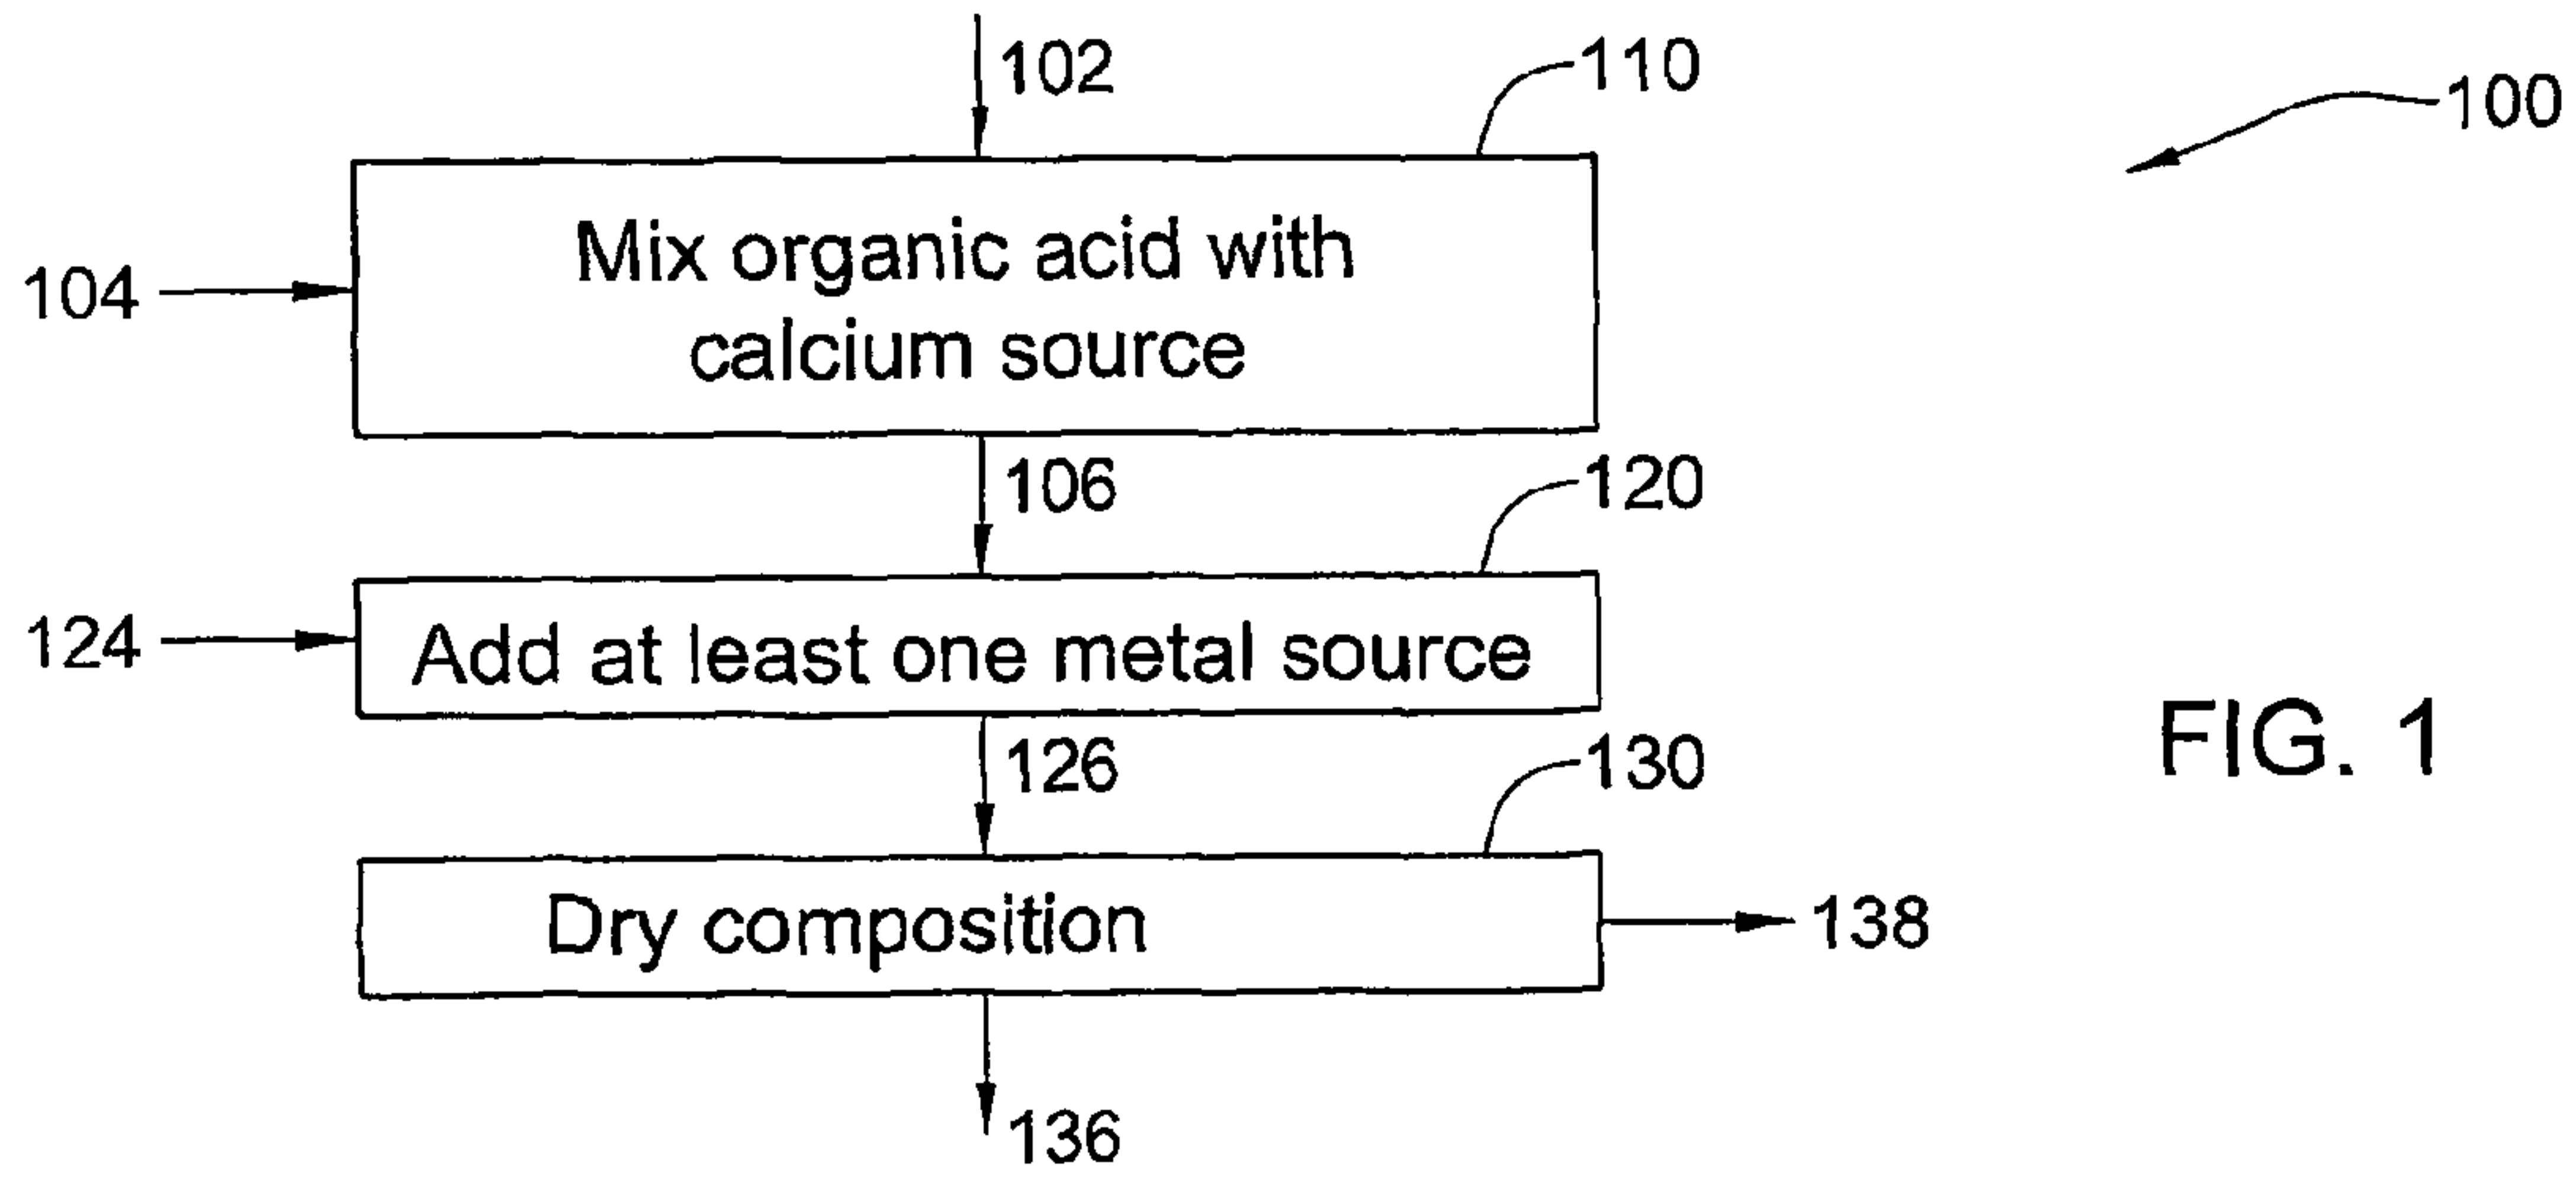 102
110
100
Mix organic acid with
calcium source
104
106
120
124
Add at least one metal source
126
130
FIG. 1
Dry composition
138
136